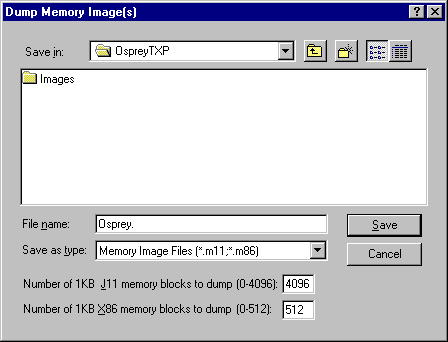 Dump Memory Image(s)
Save in: OspreyTXP
Images
File name: Osprey.
Save
Save as type: Memory Image Files (*.m11;*.m86)
Cancel
Number of 1KB J11 memory blocks to dump (0-4096): 4096
Number of 1KB X86 memory blocks to dump (0-512): 512